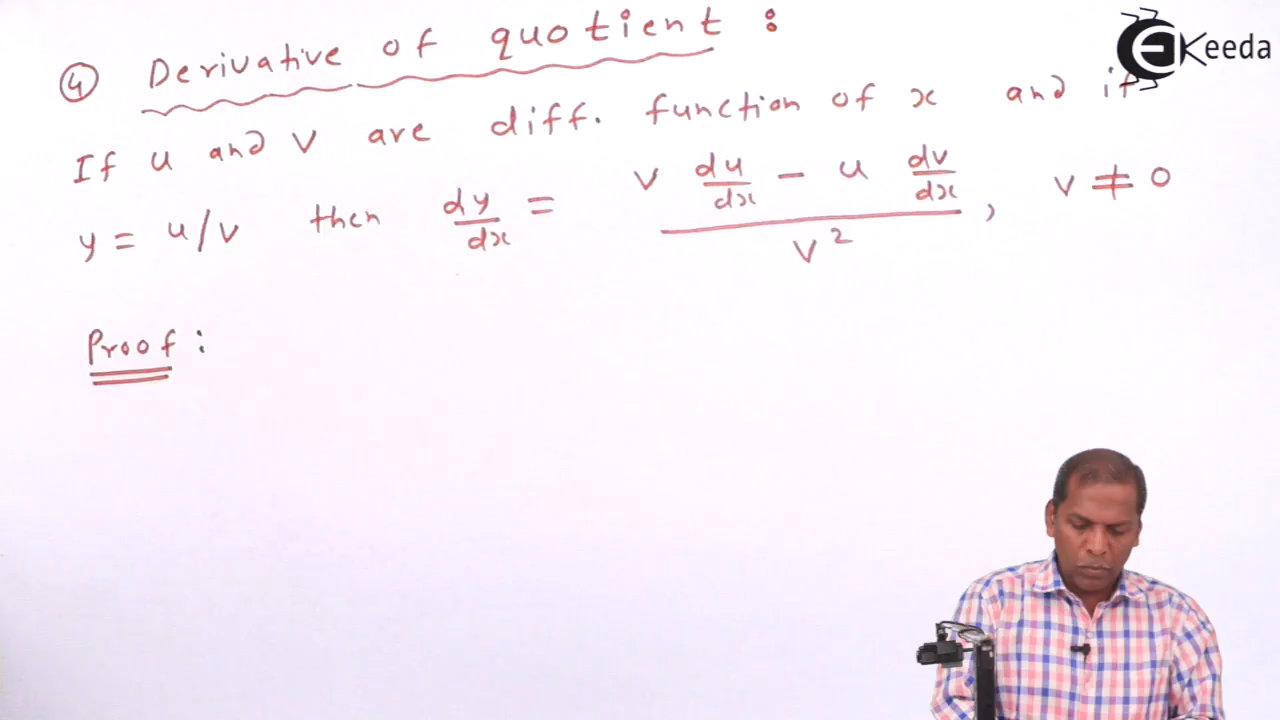 ④ Derivative of quotient :
EKeeda
If u and v are diff. function of x and if
y = u/v then dy/dx = (v du/dx - u dv/dx)/v², v ≠ 0
Proof :